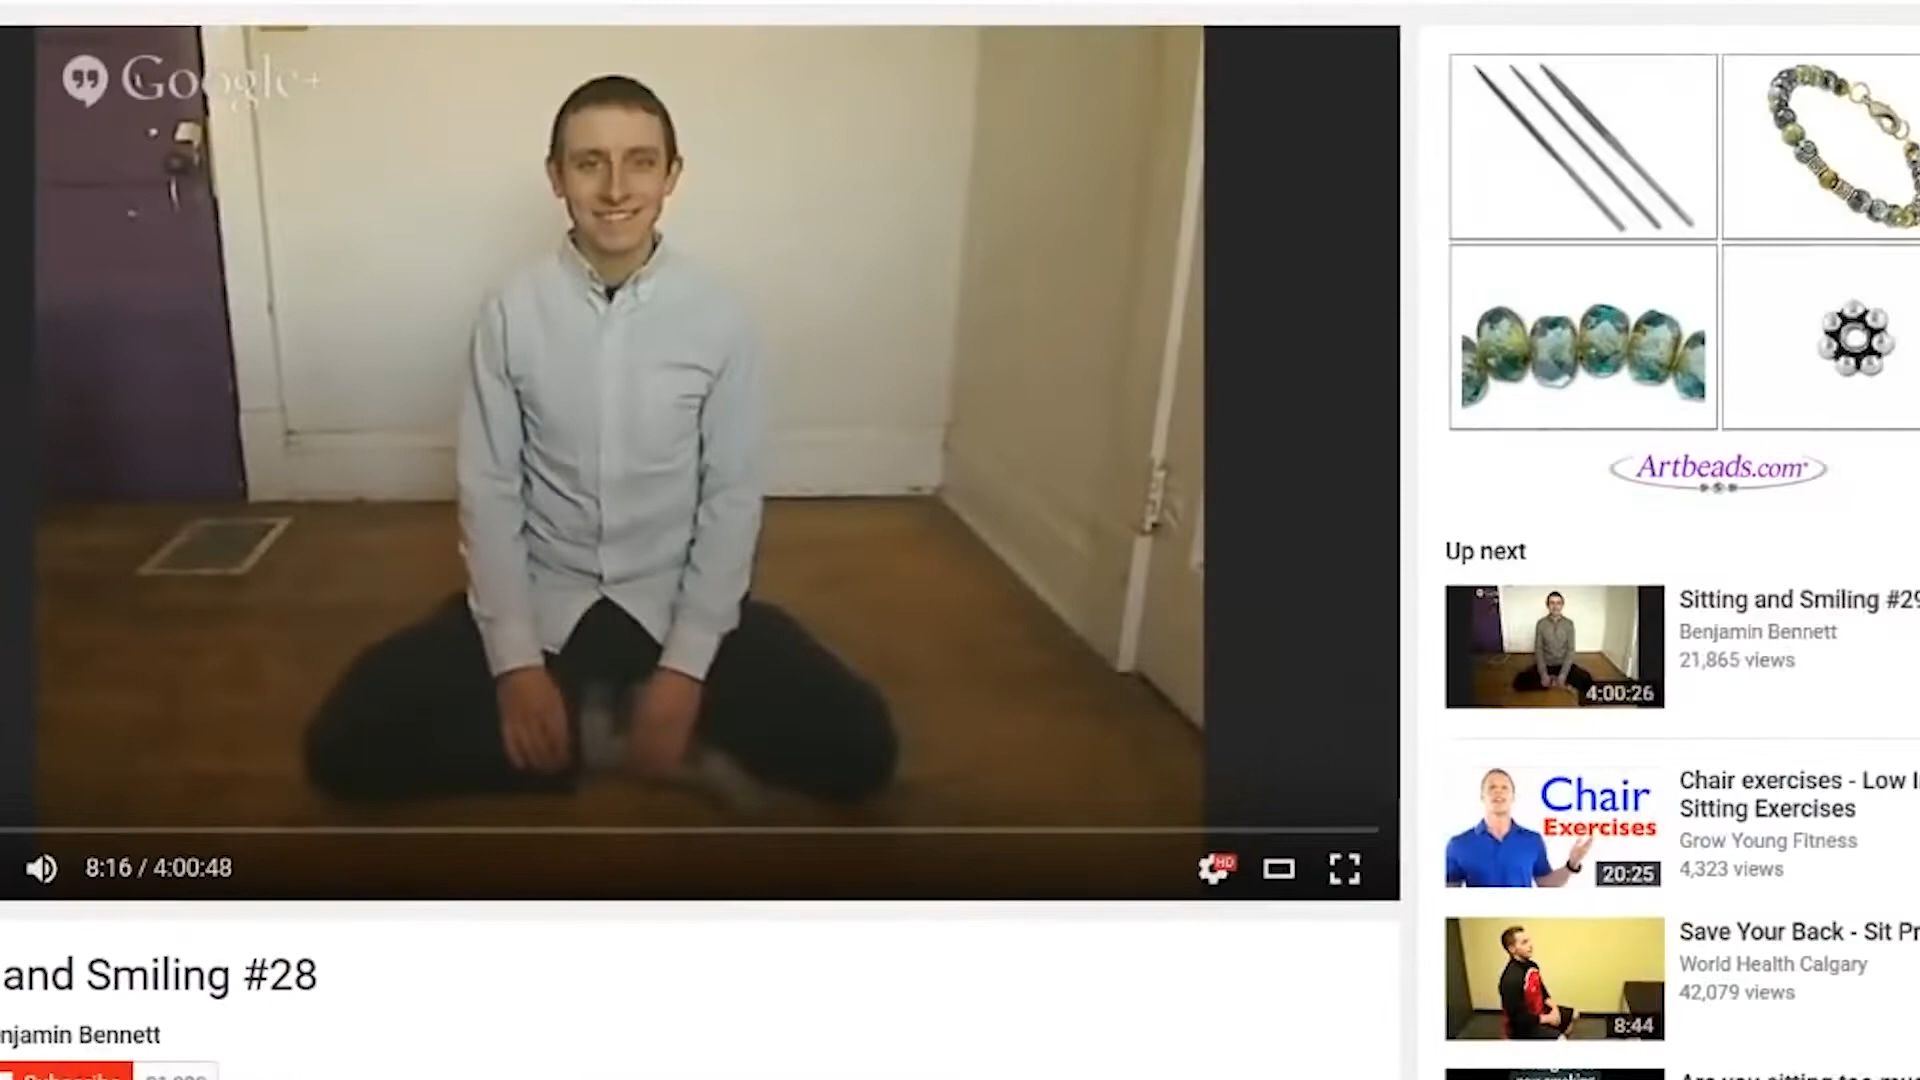 Google+
8:16 / 4:00:48
HD
and Smiling #28
njamin Bennett
Subscribe
Artbeads.com
Up next
Sitting and Smiling #29
Benjamin Bennett
21,865 views
4:00:26
Chair
Exercises
20:25
Chair exercises - Low I
Sitting Exercises
Grow Young Fitness
4,323 views
Save Your Back - Sit Pr
World Health Calgary
42,079 views
8:44